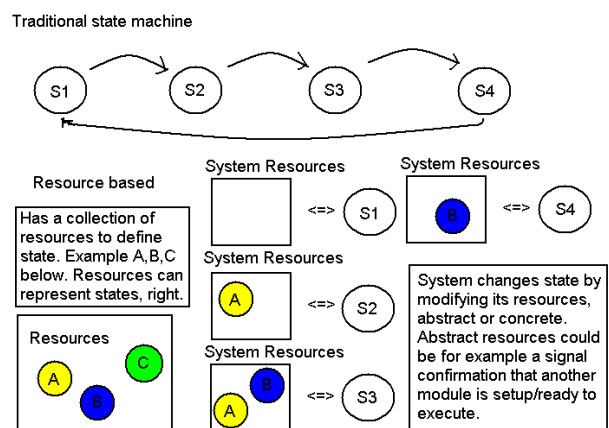 Traditional state machine
S1
S2
S3
S4
Resource based
Has a collection of
resources to define
state. Example A,B,C
below. Resources can
represent states, right.
Resources
A
B
C
System Resources
<=>
S1
System Resources
B
<=>
S4
System Resources
A
<=>
S2
System Resources
B
A
<=>
S3
System changes state by
modifying its resources,
abstract or concrete.
Abstract resources could
be for example a signal
confirmation that another
module is setup/ready to
execute.